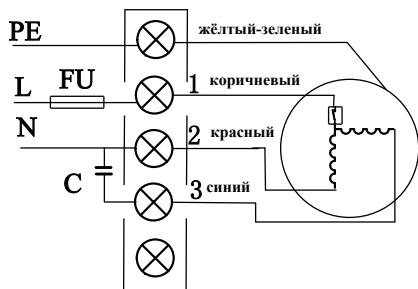 PE
жёлтый-зеленый
L
FU
1
коричневый
N
2
красный
C
3
синий